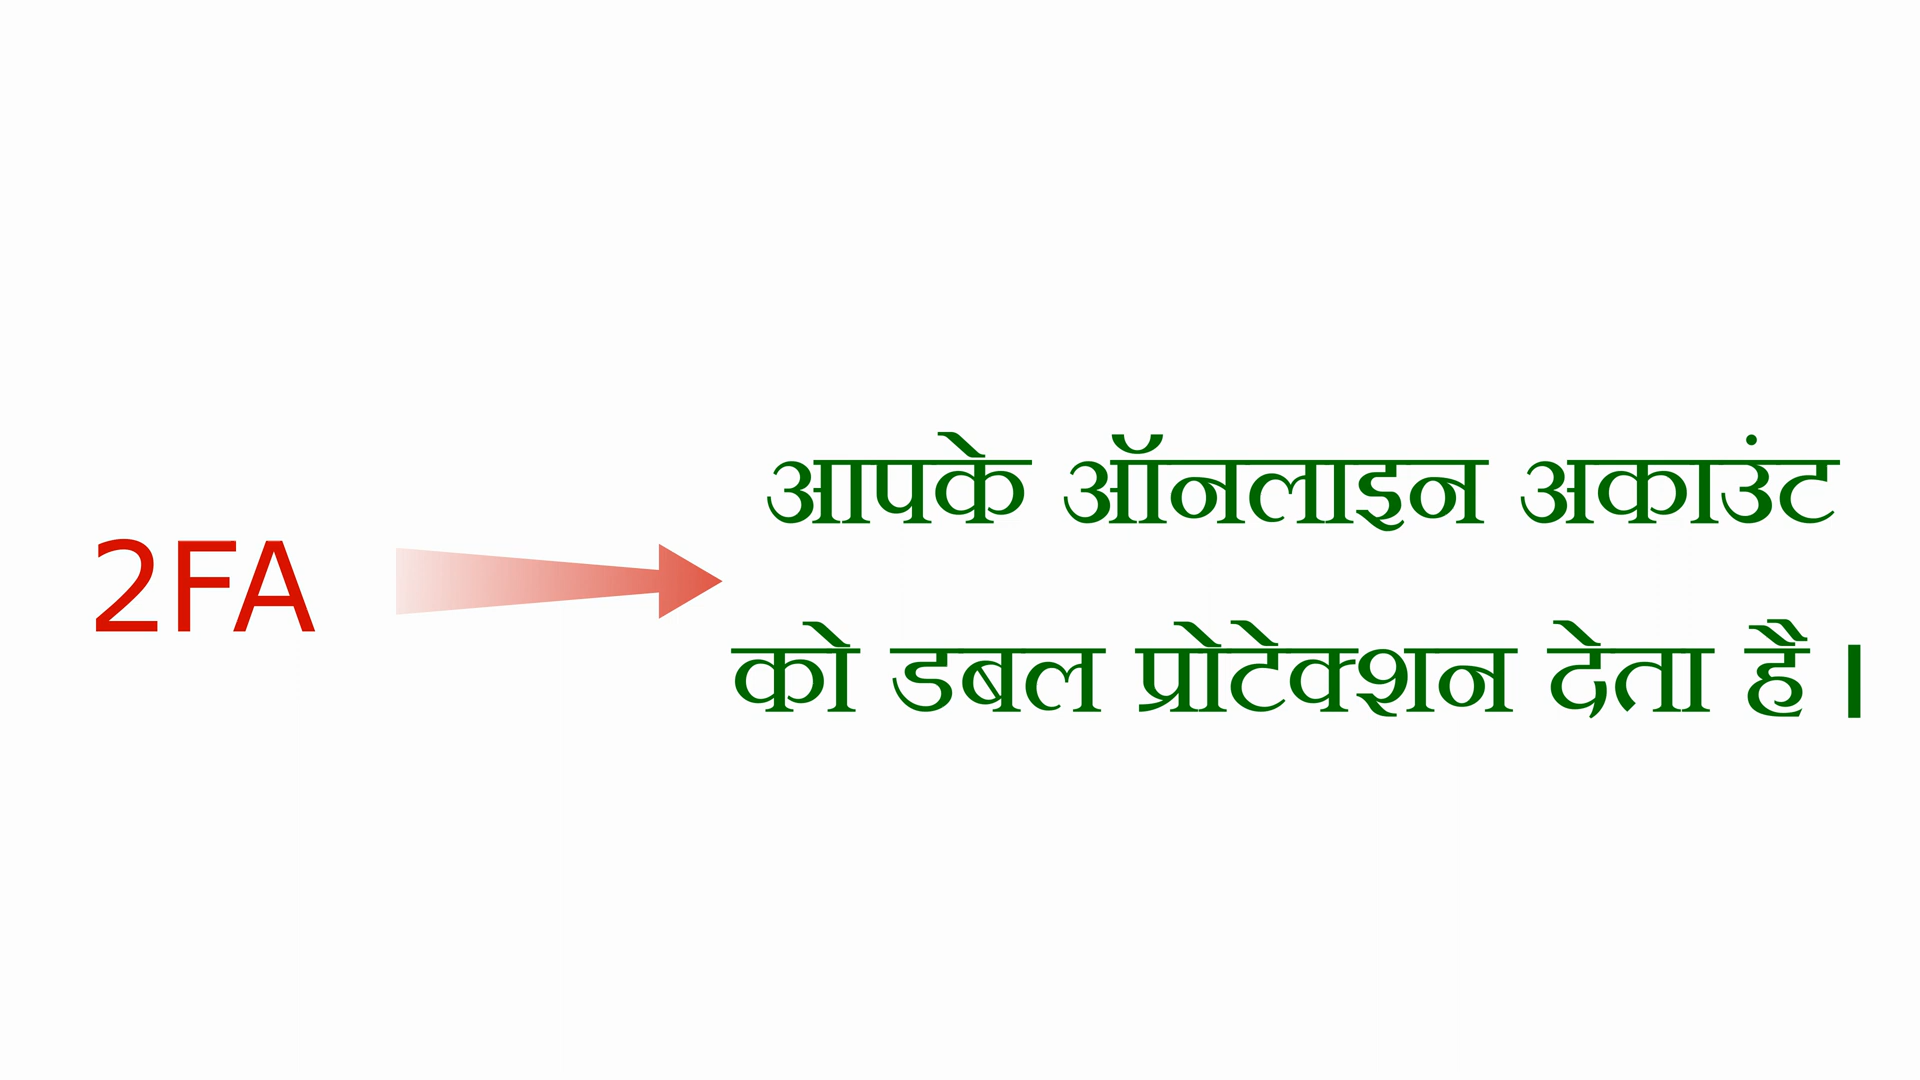 2FA
आपके ऑनलाइन अकाउंट
को डबल प्रोटेक्शन देता है ।